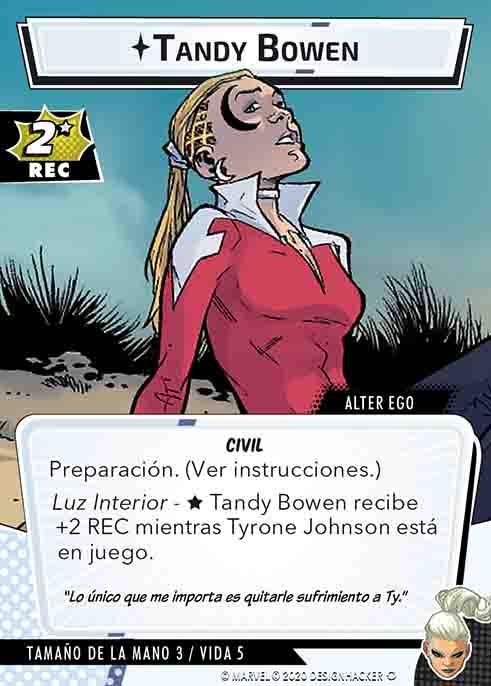 TANDY BOWEN
2
REC
ALTER EGO
CIVIL
Preparación. (Ver instrucciones.)
Luz Interior - ★ Tandy Bowen recibe
+2 REC mientras Tyrone Johnson está
en juego.
"Lo único que me importa es quitarle sufrimiento a Ty."
TAMAÑO DE LA MANO 3 / VIDA 5
© MARVEL © 2020 DESIGNHACKER